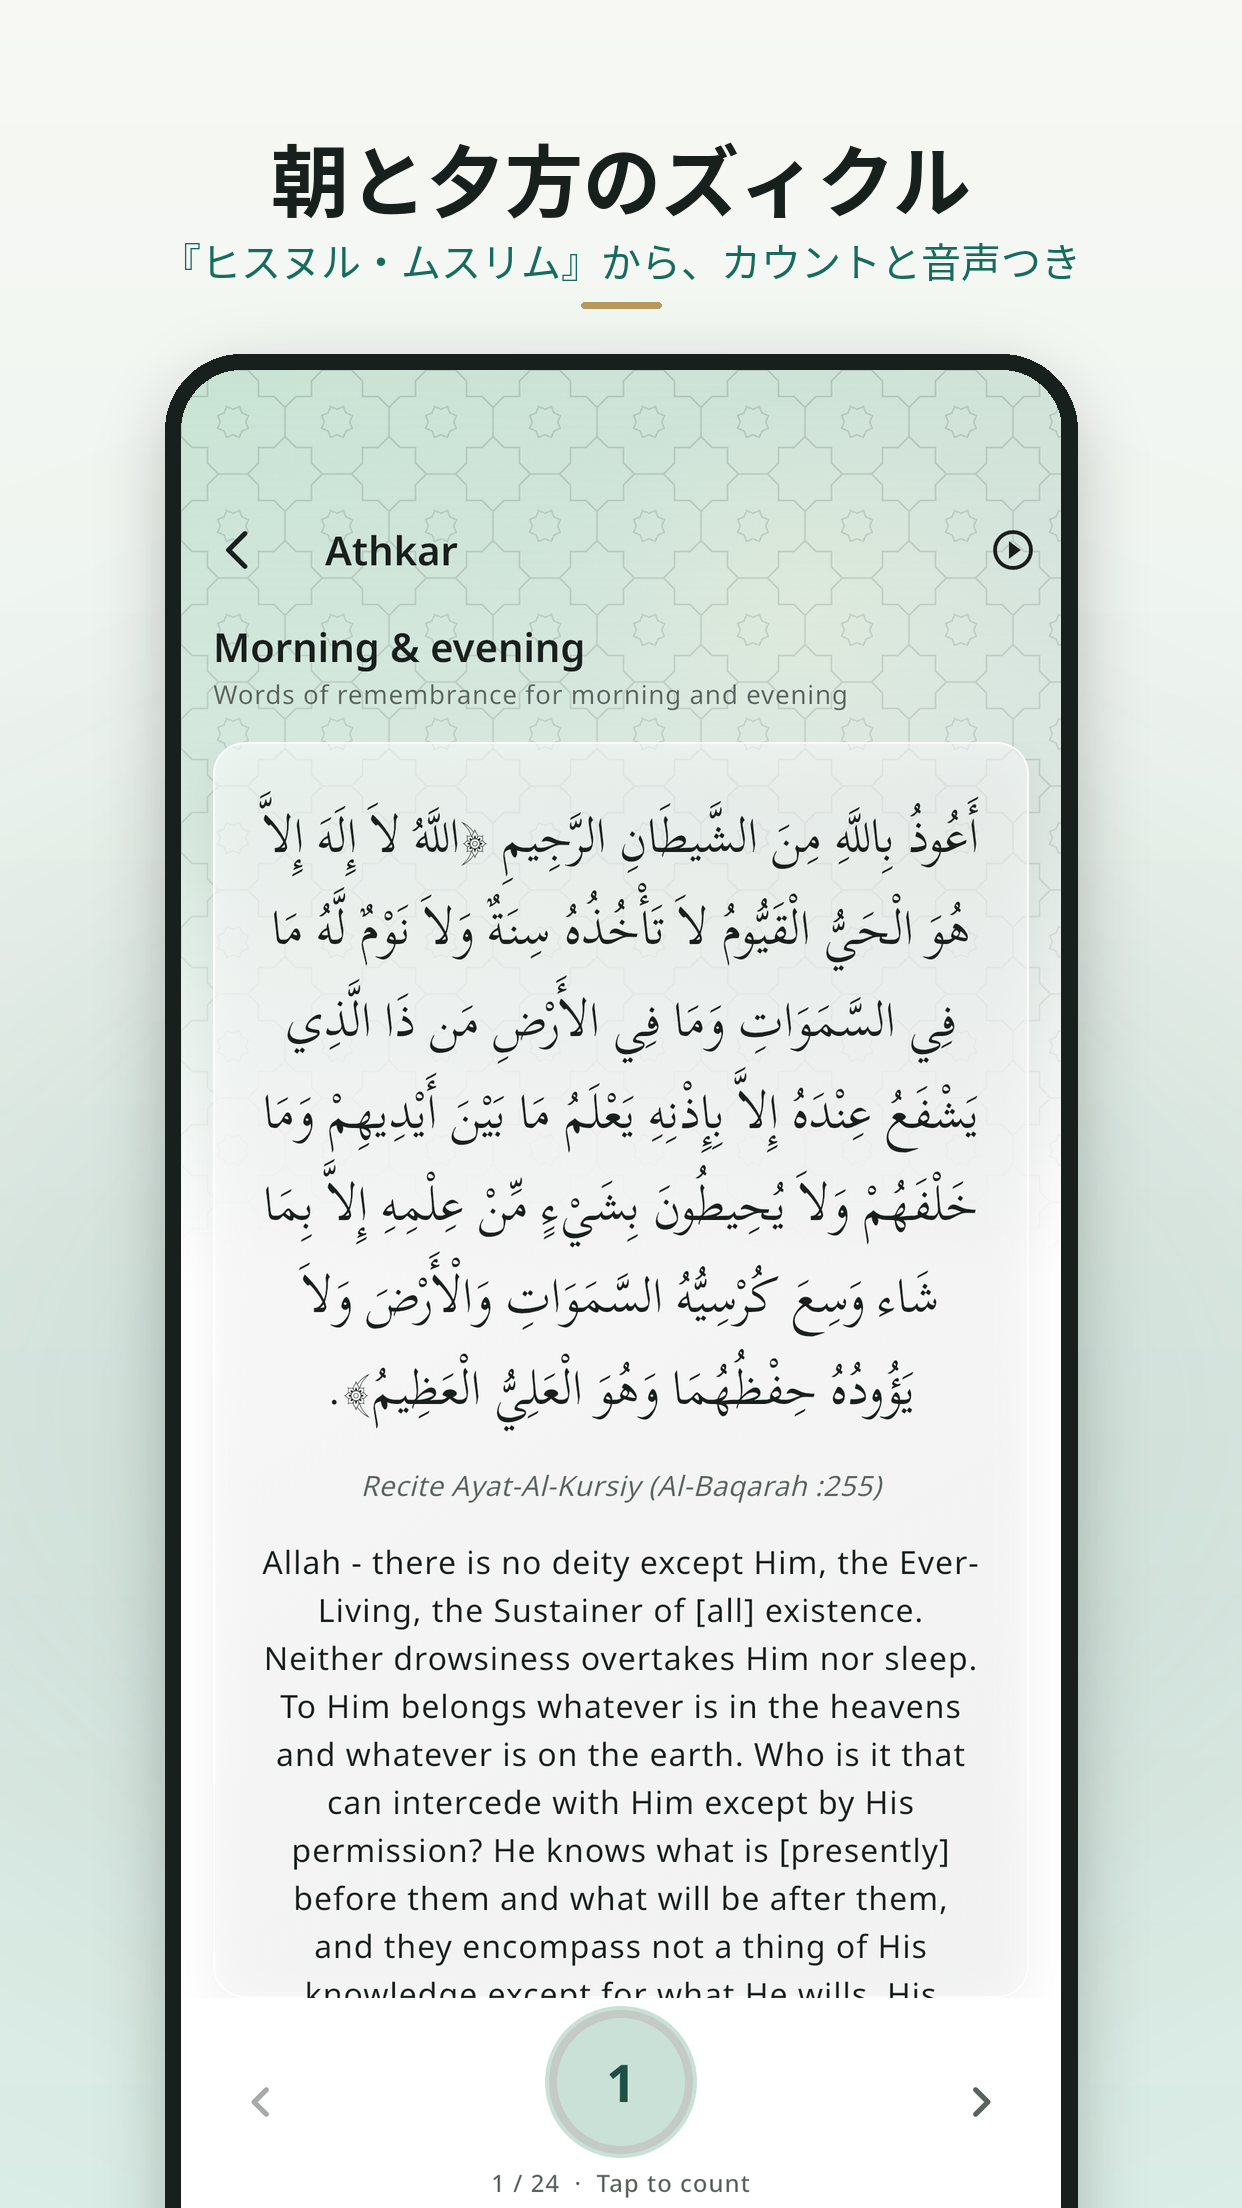 朝と夕方のズィクル
『ヒスヌル・ムスリム』から、カウントと音声つき
Athkar
Morning & evening
Words of remembrance for morning and evening
أَعُوذُ بِاللَّهِ مِنَ الشَّيطَانِ الرَّجِيمِ ﴿اللَّهُ لاَ إِلَهَ إِلاَّ
هُوَ الْحَيُّ الْقَيُّومُ لاَ تَأْخُذُهُ سِنَةٌ وَلاَ نَوْمٌ لَّهُ مَا
فِي السَّمَوَاتِ وَمَا فِي الأَرْضِ مَن ذَا الَّذِي
يَشْفَعُ عِنْدَهُ إِلاَّ بِإِذْنِهِ يَعْلَمُ مَا بَيْنَ أَيْدِيهِمْ وَمَا
خَلْفَهُمْ وَلاَ يُحِيطُونَ بِشَيْءٍ مِّنْ عِلْمِهِ إِلاَّ بِمَا
شَاء وَسِعَ كُرْسِيُّهُ السَّمَوَاتِ وَالْأَرْضَ وَلاَ
يَؤُودُهُ حِفْظُهُمَا وَهُوَ الْعَلِيُّ الْعَظِيمُ﴾.
Recite Ayat-Al-Kursiy (Al-Baqarah :255)
Allah - there is no deity except Him, the Ever-
Living, the Sustainer of [all] existence.
Neither drowsiness overtakes Him nor sleep.
To Him belongs whatever is in the heavens
and whatever is on the earth. Who is it that
can intercede with Him except by His
permission? He knows what is [presently]
before them and what will be after them,
and they encompass not a thing of His
knowledge except for what He wills. His
1
1 / 24 · Tap to count